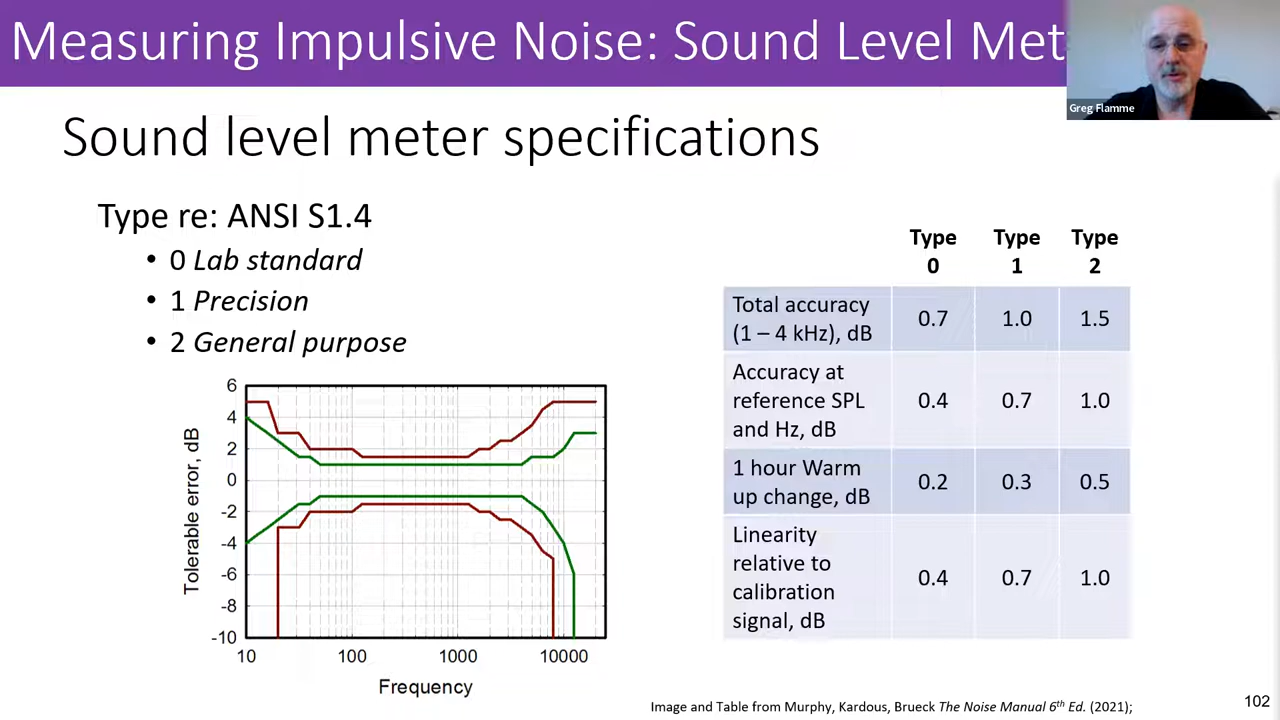 Measuring Impulsive Noise: Sound Level Met
Greg Flamme
Sound level meter specifications
Type re: ANSI S1.4
• 0 Lab standard
• 1 Precision
• 2 General purpose
6
4
2
0
-2
-4
-6
-8
-10
Tolerable error, dB
10 100 1000 10000
Frequency
Type Type Type
0 1 2
Total accuracy
(1 – 4 kHz), dB
0.7 1.0 1.5
Accuracy at
reference SPL
and Hz, dB
0.4 0.7 1.0
1 hour Warm
up change, dB
0.2 0.3 0.5
Linearity
relative to
calibration
signal, dB
0.4 0.7 1.0
Image and Table from Murphy, Kardous, Brueck The Noise Manual 6th Ed. (2021);
102